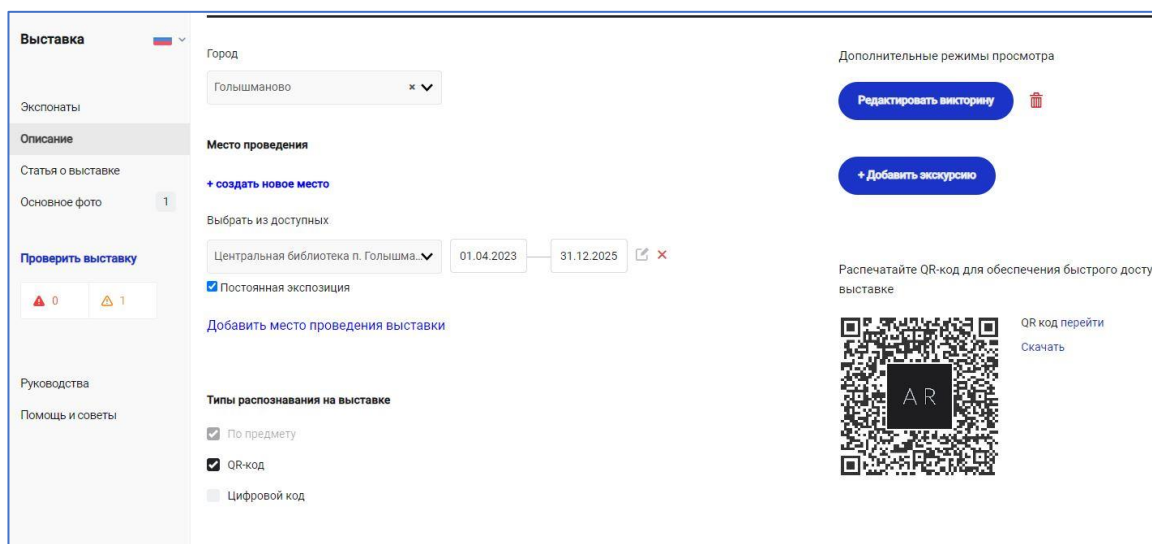 Выставка
Экспонаты
Описание
Статья о выставке
Основное фото 1
Проверить выставку
0 1
Руководства
Помощь и советы
Город
Голышманово ×
Место проведения
+ создать новое место
Выбрать из доступных
Центральная библиотека п. Голышма... 01.04.2023 31.12.2025
Постоянная экспозиция
Добавить место проведения выставки
Типы распознавания на выставке
По предмету
QR-код
Цифровой код
Дополнительные режимы просмотра
Редактировать викторину
+ Добавить экскурсию
Распечатайте QR-код для обеспечения быстрого досту
выставке
QR код перейти
Скачать
AR